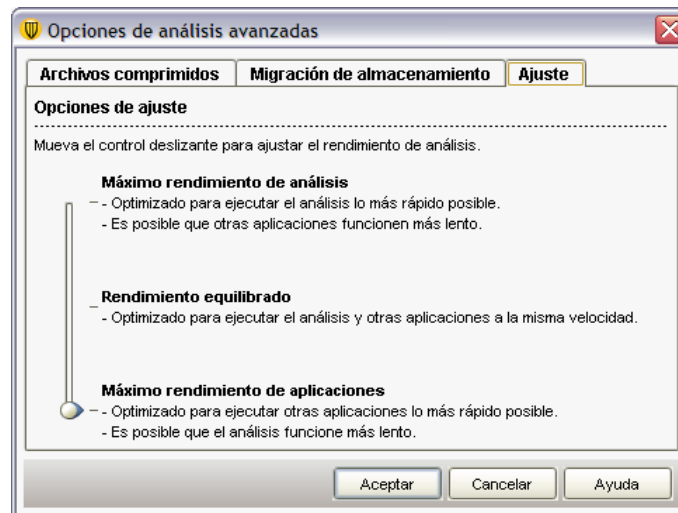 Opciones de análisis avanzadas
Archivos comprimidos
Migración de almacenamiento
Ajuste
Opciones de ajuste
Mueva el control deslizante para ajustar el rendimiento de análisis.
Máximo rendimiento de análisis
- Optimizado para ejecutar el análisis lo más rápido posible.
- Es posible que otras aplicaciones funcionen más lento.
Rendimiento equilibrado
- Optimizado para ejecutar el análisis y otras aplicaciones a la misma velocidad.
Máximo rendimiento de aplicaciones
- Optimizado para ejecutar otras aplicaciones lo más rápido posible.
- Es posible que el análisis funcione más lento.
Aceptar
Cancelar
Ayuda